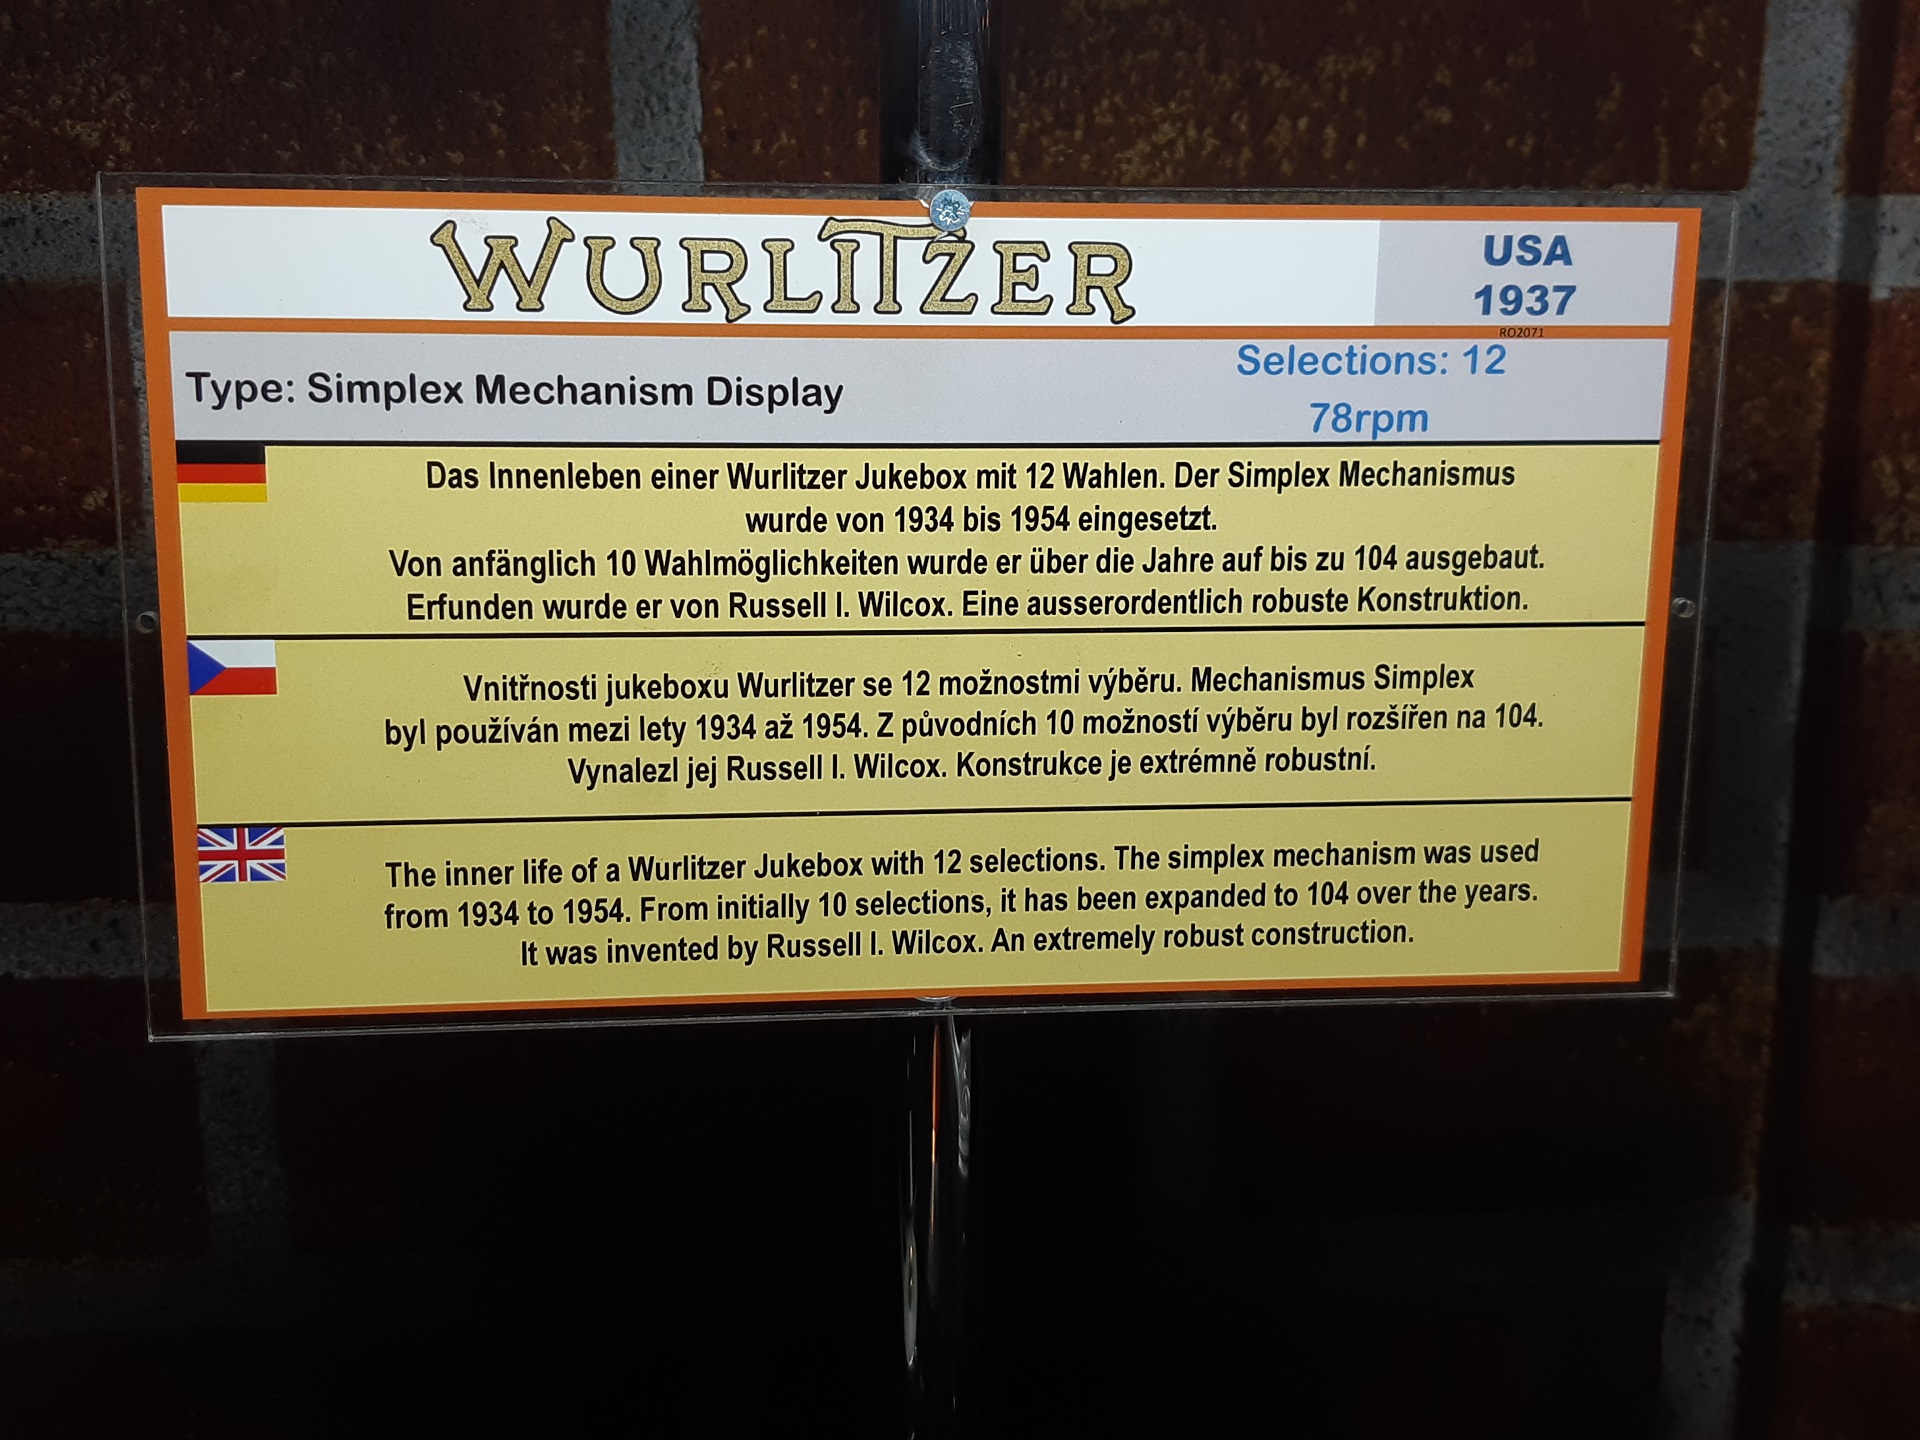 WURLITZER
USA
1937
RO2071
Type: Simplex Mechanism Display
Selections: 12
78rpm
Das Innenleben einer Wurlitzer Jukebox mit 12 Wahlen. Der Simplex Mechanismus
wurde von 1934 bis 1954 eingesetzt.
Von anfänglich 10 Wahlmöglichkeiten wurde er über die Jahre auf bis zu 104 ausgebaut.
Erfunden wurde er von Russell I. Wilcox. Eine ausserordentlich robuste Konstruktion.
Vnitřnosti jukeboxu Wurlitzer se 12 možnostmi výběru. Mechanismus Simplex
byl používán mezi lety 1934 až 1954. Z původních 10 možností výběru byl rozšířen na 104.
Vynalezl jej Russell I. Wilcox. Konstrukce je extrémně robustní.
The inner life of a Wurlitzer Jukebox with 12 selections. The simplex mechanism was used
from 1934 to 1954. From initially 10 selections, it has been expanded to 104 over the years.
It was invented by Russell I. Wilcox. An extremely robust construction.